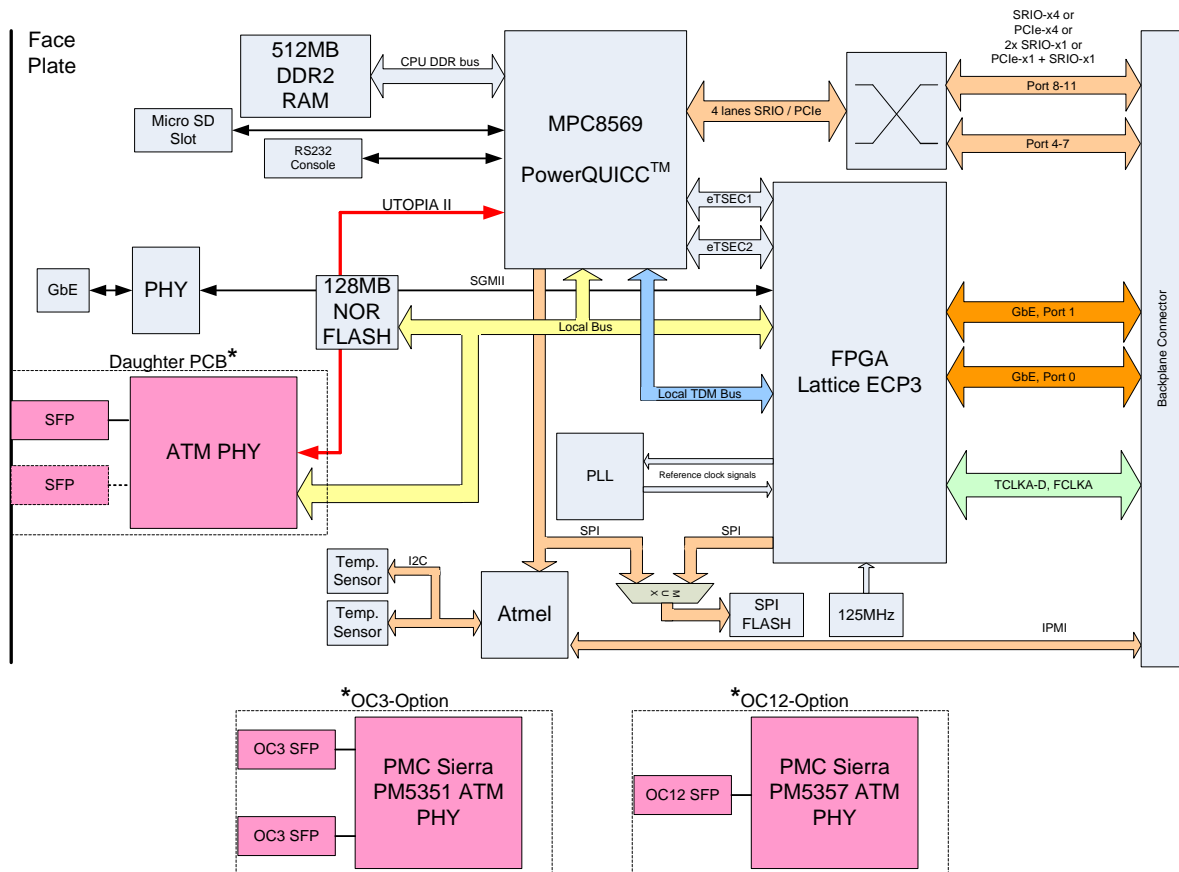 Face
Plate
512MB
DDR2
RAM
CPU DDR bus
Micro SD
Slot
RS232
Console
MPC8569
PowerQUICC™
4 lanes SRIO / PCIe
SRIO-x4 or
PCIe-x4 or
2x SRIO-x1 or
PCIe-x1 + SRIO-x1
Port 8-11
Port 4-7
Backplane Connector
UTOPIA II
eTSEC1
eTSEC2
GbE
PHY
128MB
NOR
FLASH
SGMII
Local Bus
Local TDM Bus
FPGA
Lattice ECP3
GbE, Port 1
GbE, Port 0
TCLKA-D, FCLKA
Daughter PCB*
SFP
SFP
ATM PHY
PLL
Reference clock signals
SPI
SPI
MUX
SPI
FLASH
125MHz
Temp.
Sensor
Temp.
Sensor
I2C
Atmel
IPMI
*OC3-Option
OC3 SFP
OC3 SFP
PMC Sierra
PM5351 ATM
PHY
*OC12-Option
OC12 SFP
PMC Sierra
PM5357 ATM
PHY